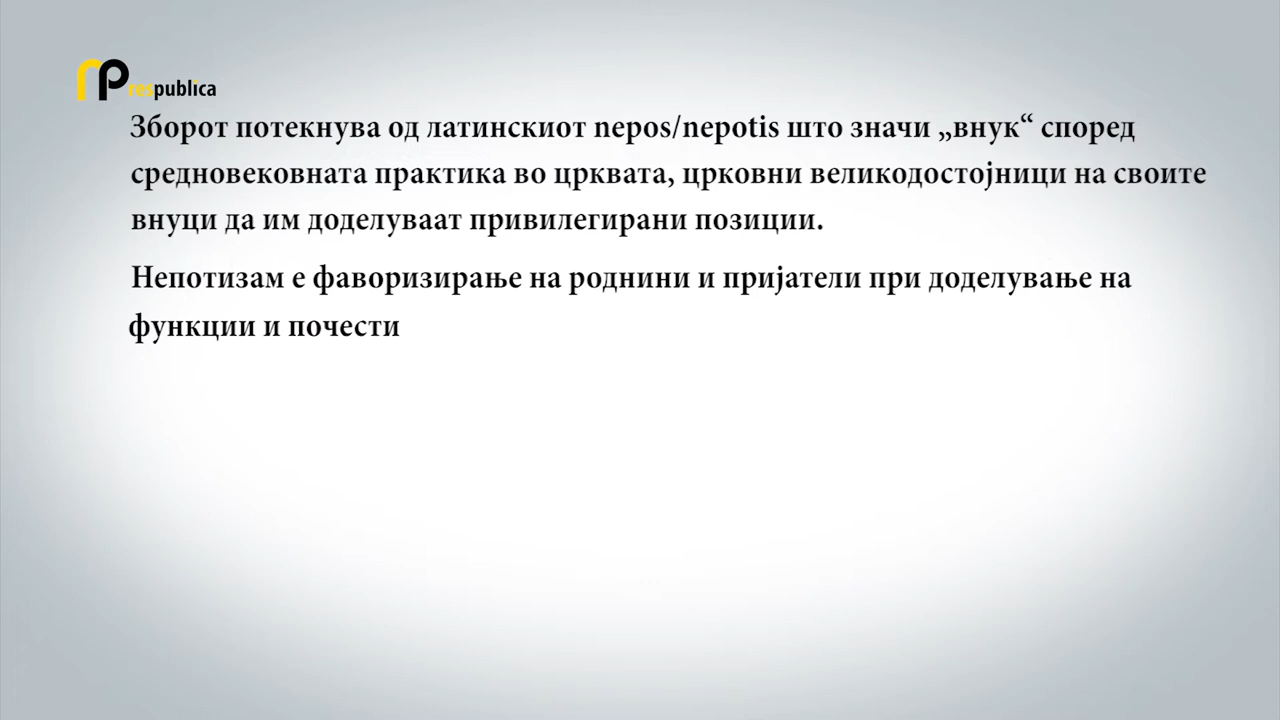 respublica
Зборот потекнува од латинскиот nepos/nepotis што значи „внук“ според
средновековната практика во црквата, црковни великодостојници на своите
внуци да им доделуваат привилегирани позиции.
Непотизам е фаворизирање на роднини и пријатели при доделување на
функции и почести